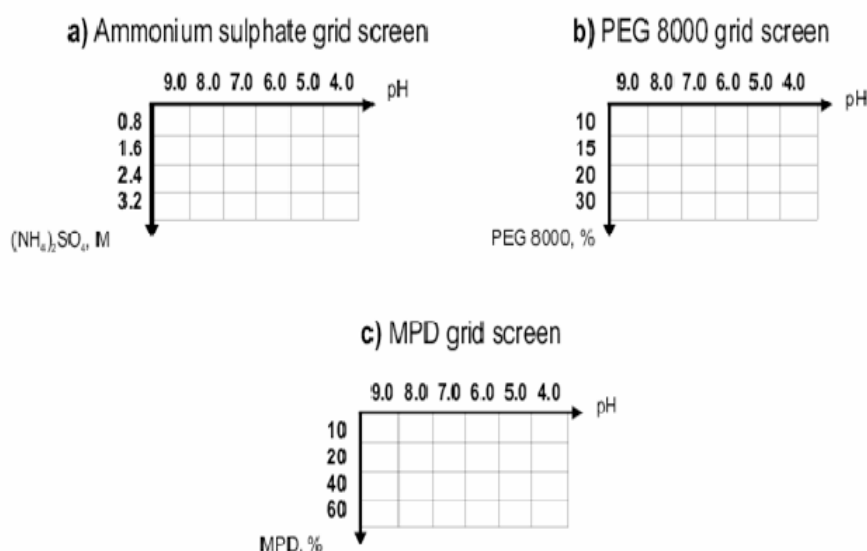 a) Ammonium sulphate grid screen
9.0 8.0 7.0 6.0 5.0 4.0 pH
0.8
1.6
2.4
3.2
(NH₄)₂SO₄, M
b) PEG 8000 grid screen
9.0 8.0 7.0 6.0 5.0 4.0 pH
10
15
20
30
PEG 8000, %
c) MPD grid screen
9.0 8.0 7.0 6.0 5.0 4.0 pH
10
20
40
60
MPD, %